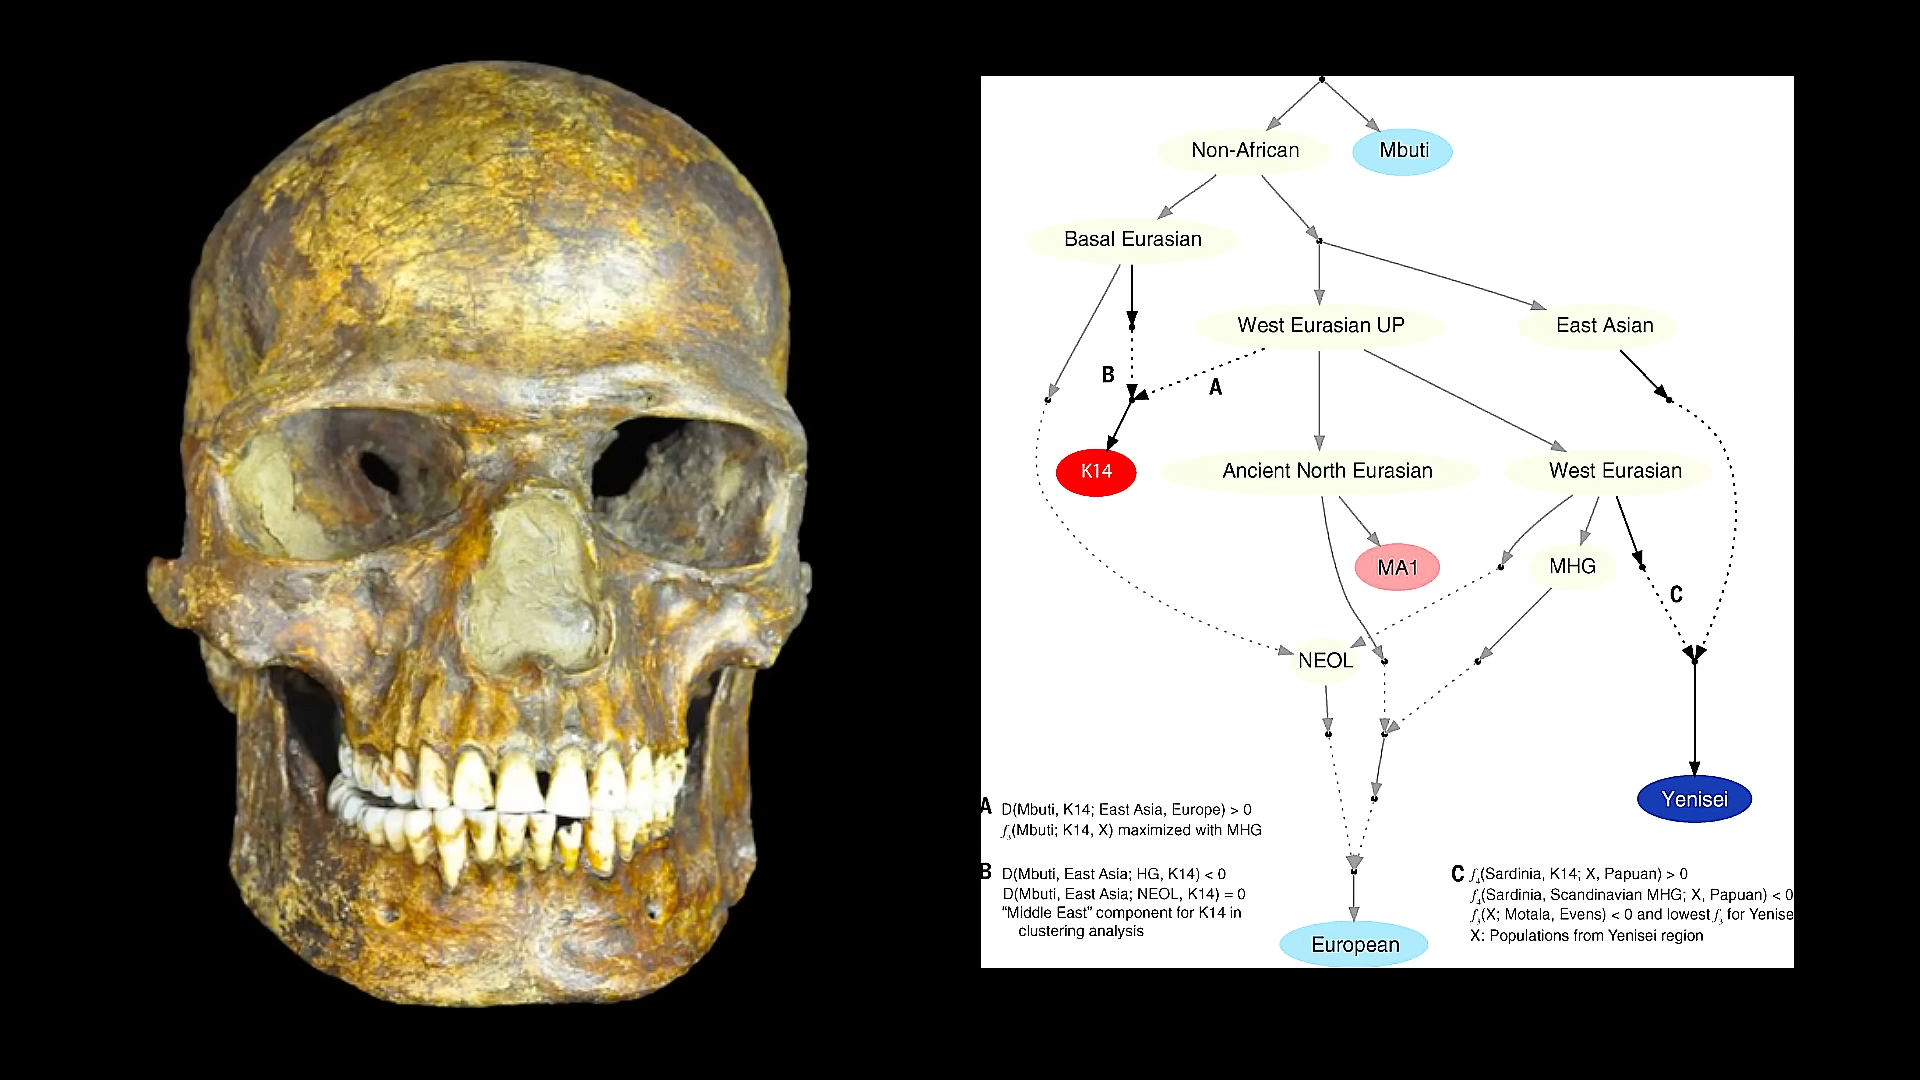 Non-African
Mbuti
Basal Eurasian
West Eurasian UP
East Asian
B
A
K14
Ancient North Eurasian
West Eurasian
MA1
MHG
C
NEOL
Yenisei
A D(Mbuti, K14; East Asia, Europe) > 0
f₃(Mbuti; K14, X) maximized with MHG
B D(Mbuti, East Asia; HG, K14) < 0
D(Mbuti, East Asia; NEOL, K14) = 0
“Middle East” component for K14 in
clustering analysis
C f₄(Sardinia, K14; X, Papuan) > 0
f₄(Sardinia, Scandinavian MHG; X, Papuan) < 0
f₃(X; Motala, Evens) < 0 and lowest f₃ for Yenise
X: Populations from Yenisei region
European